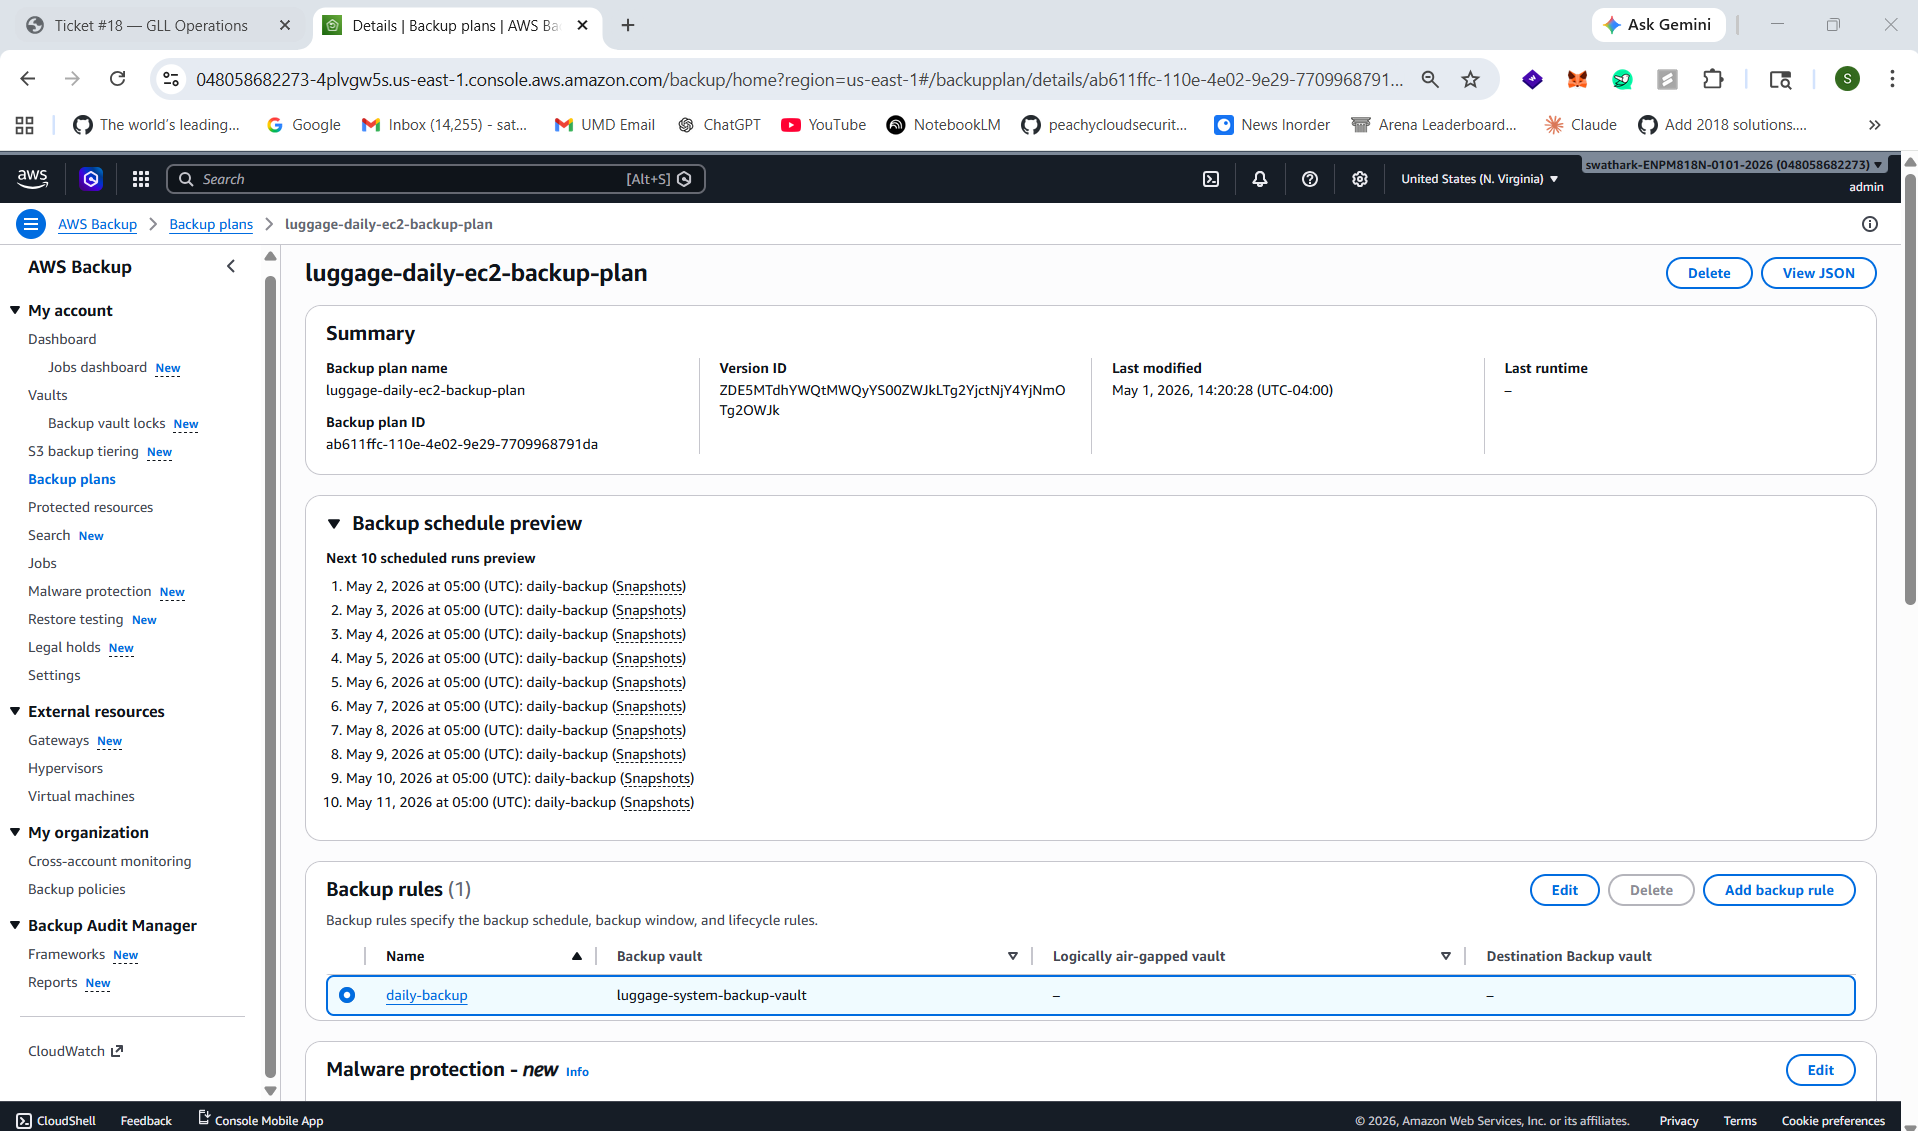 Ticket #18 — GLL Operations
Details | Backup plans | AWS Ba
Ask Gemini
048058682273-4plvgw5s.us-east-1.console.aws.amazon.com/backup/home?region=us-east-1#/backupplan/details/ab611ffc-110e-4e02-9e29-7709968791...
S
The world's leading...
Google
Inbox (14,255) - sat...
UMD Email
ChatGPT
YouTube
NotebookLM
peachycloudsecurit...
News Inorder
Arena Leaderboard...
Claude
Add 2018 solutions....
aws
Search [Alt+S]
United States (N. Virginia)
swathark-ENPM818N-0101-2026 (048058682273)
admin
AWS Backup
Backup plans
luggage-daily-ec2-backup-plan
AWS Backup
My account
Dashboard
Jobs dashboard New
Vaults
Backup vault locks New
S3 backup tiering New
Backup plans
Protected resources
Search New
Jobs
Malware protection New
Restore testing New
Legal holds New
Settings
External resources
Gateways New
Hypervisors
Virtual machines
My organization
Cross-account monitoring
Backup policies
Backup Audit Manager
Frameworks New
Reports New
CloudWatch
luggage-daily-ec2-backup-plan
Delete
View JSON
Summary
Backup plan name
luggage-daily-ec2-backup-plan
Backup plan ID
ab611ffc-110e-4e02-9e29-7709968791da
Version ID
ZDE5MTdhYWQtMWQyYS00ZWJkLTg2YjctNjY4YjNmO
Tg2OWJk
Last modified
May 1, 2026, 14:20:28 (UTC-04:00)
Last runtime
–
Backup schedule preview
Next 10 scheduled runs preview
1. May 2, 2026 at 05:00 (UTC): daily-backup (Snapshots)
2. May 3, 2026 at 05:00 (UTC): daily-backup (Snapshots)
3. May 4, 2026 at 05:00 (UTC): daily-backup (Snapshots)
4. May 5, 2026 at 05:00 (UTC): daily-backup (Snapshots)
5. May 6, 2026 at 05:00 (UTC): daily-backup (Snapshots)
6. May 7, 2026 at 05:00 (UTC): daily-backup (Snapshots)
7. May 8, 2026 at 05:00 (UTC): daily-backup (Snapshots)
8. May 9, 2026 at 05:00 (UTC): daily-backup (Snapshots)
9. May 10, 2026 at 05:00 (UTC): daily-backup (Snapshots)
10. May 11, 2026 at 05:00 (UTC): daily-backup (Snapshots)
Backup rules (1)
Edit
Delete
Add backup rule
Backup rules specify the backup schedule, backup window, and lifecycle rules.
Name
Backup vault
Logically air-gapped vault
Destination Backup vault
daily-backup
luggage-system-backup-vault
–
–
Malware protection - new Info
Edit
CloudShell
Feedback
Console Mobile App
© 2026, Amazon Web Services, Inc. or its affiliates.
Privacy
Terms
Cookie preferences